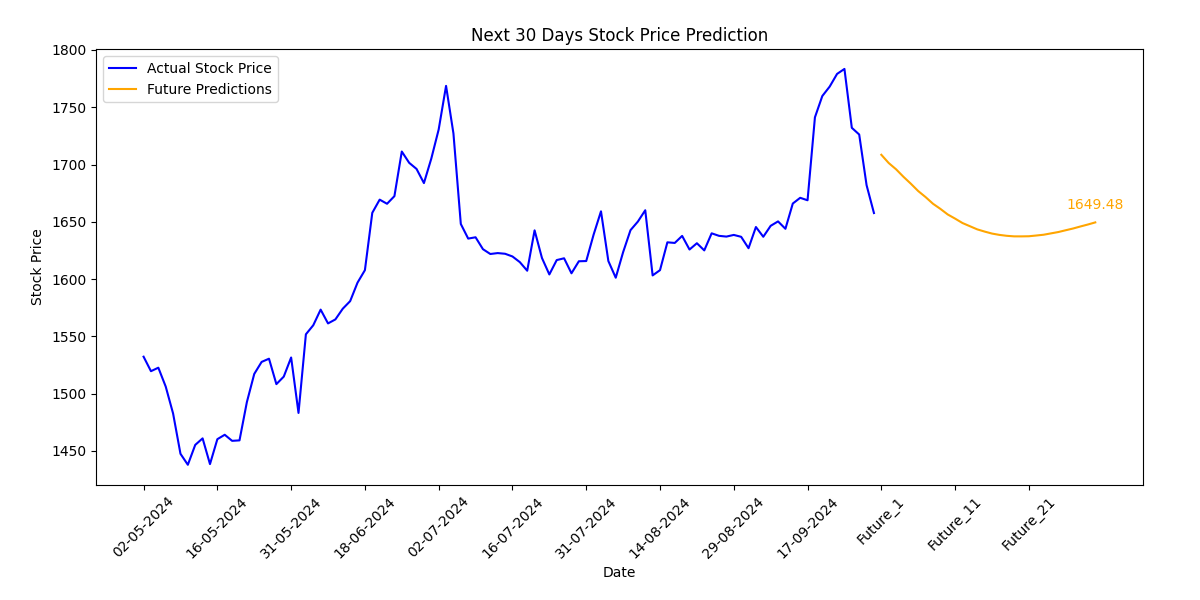 Next 30 Days Stock Price Prediction
Actual Stock Price
Future Predictions
1800
1750
1700
1650
1600
1550
1500
1450
Stock Price
1649.48
02-05-2024
16-05-2024
31-05-2024
18-06-2024
02-07-2024
16-07-2024
31-07-2024
14-08-2024
29-08-2024
17-09-2024
Future_1
Future_11
Future_21
Date